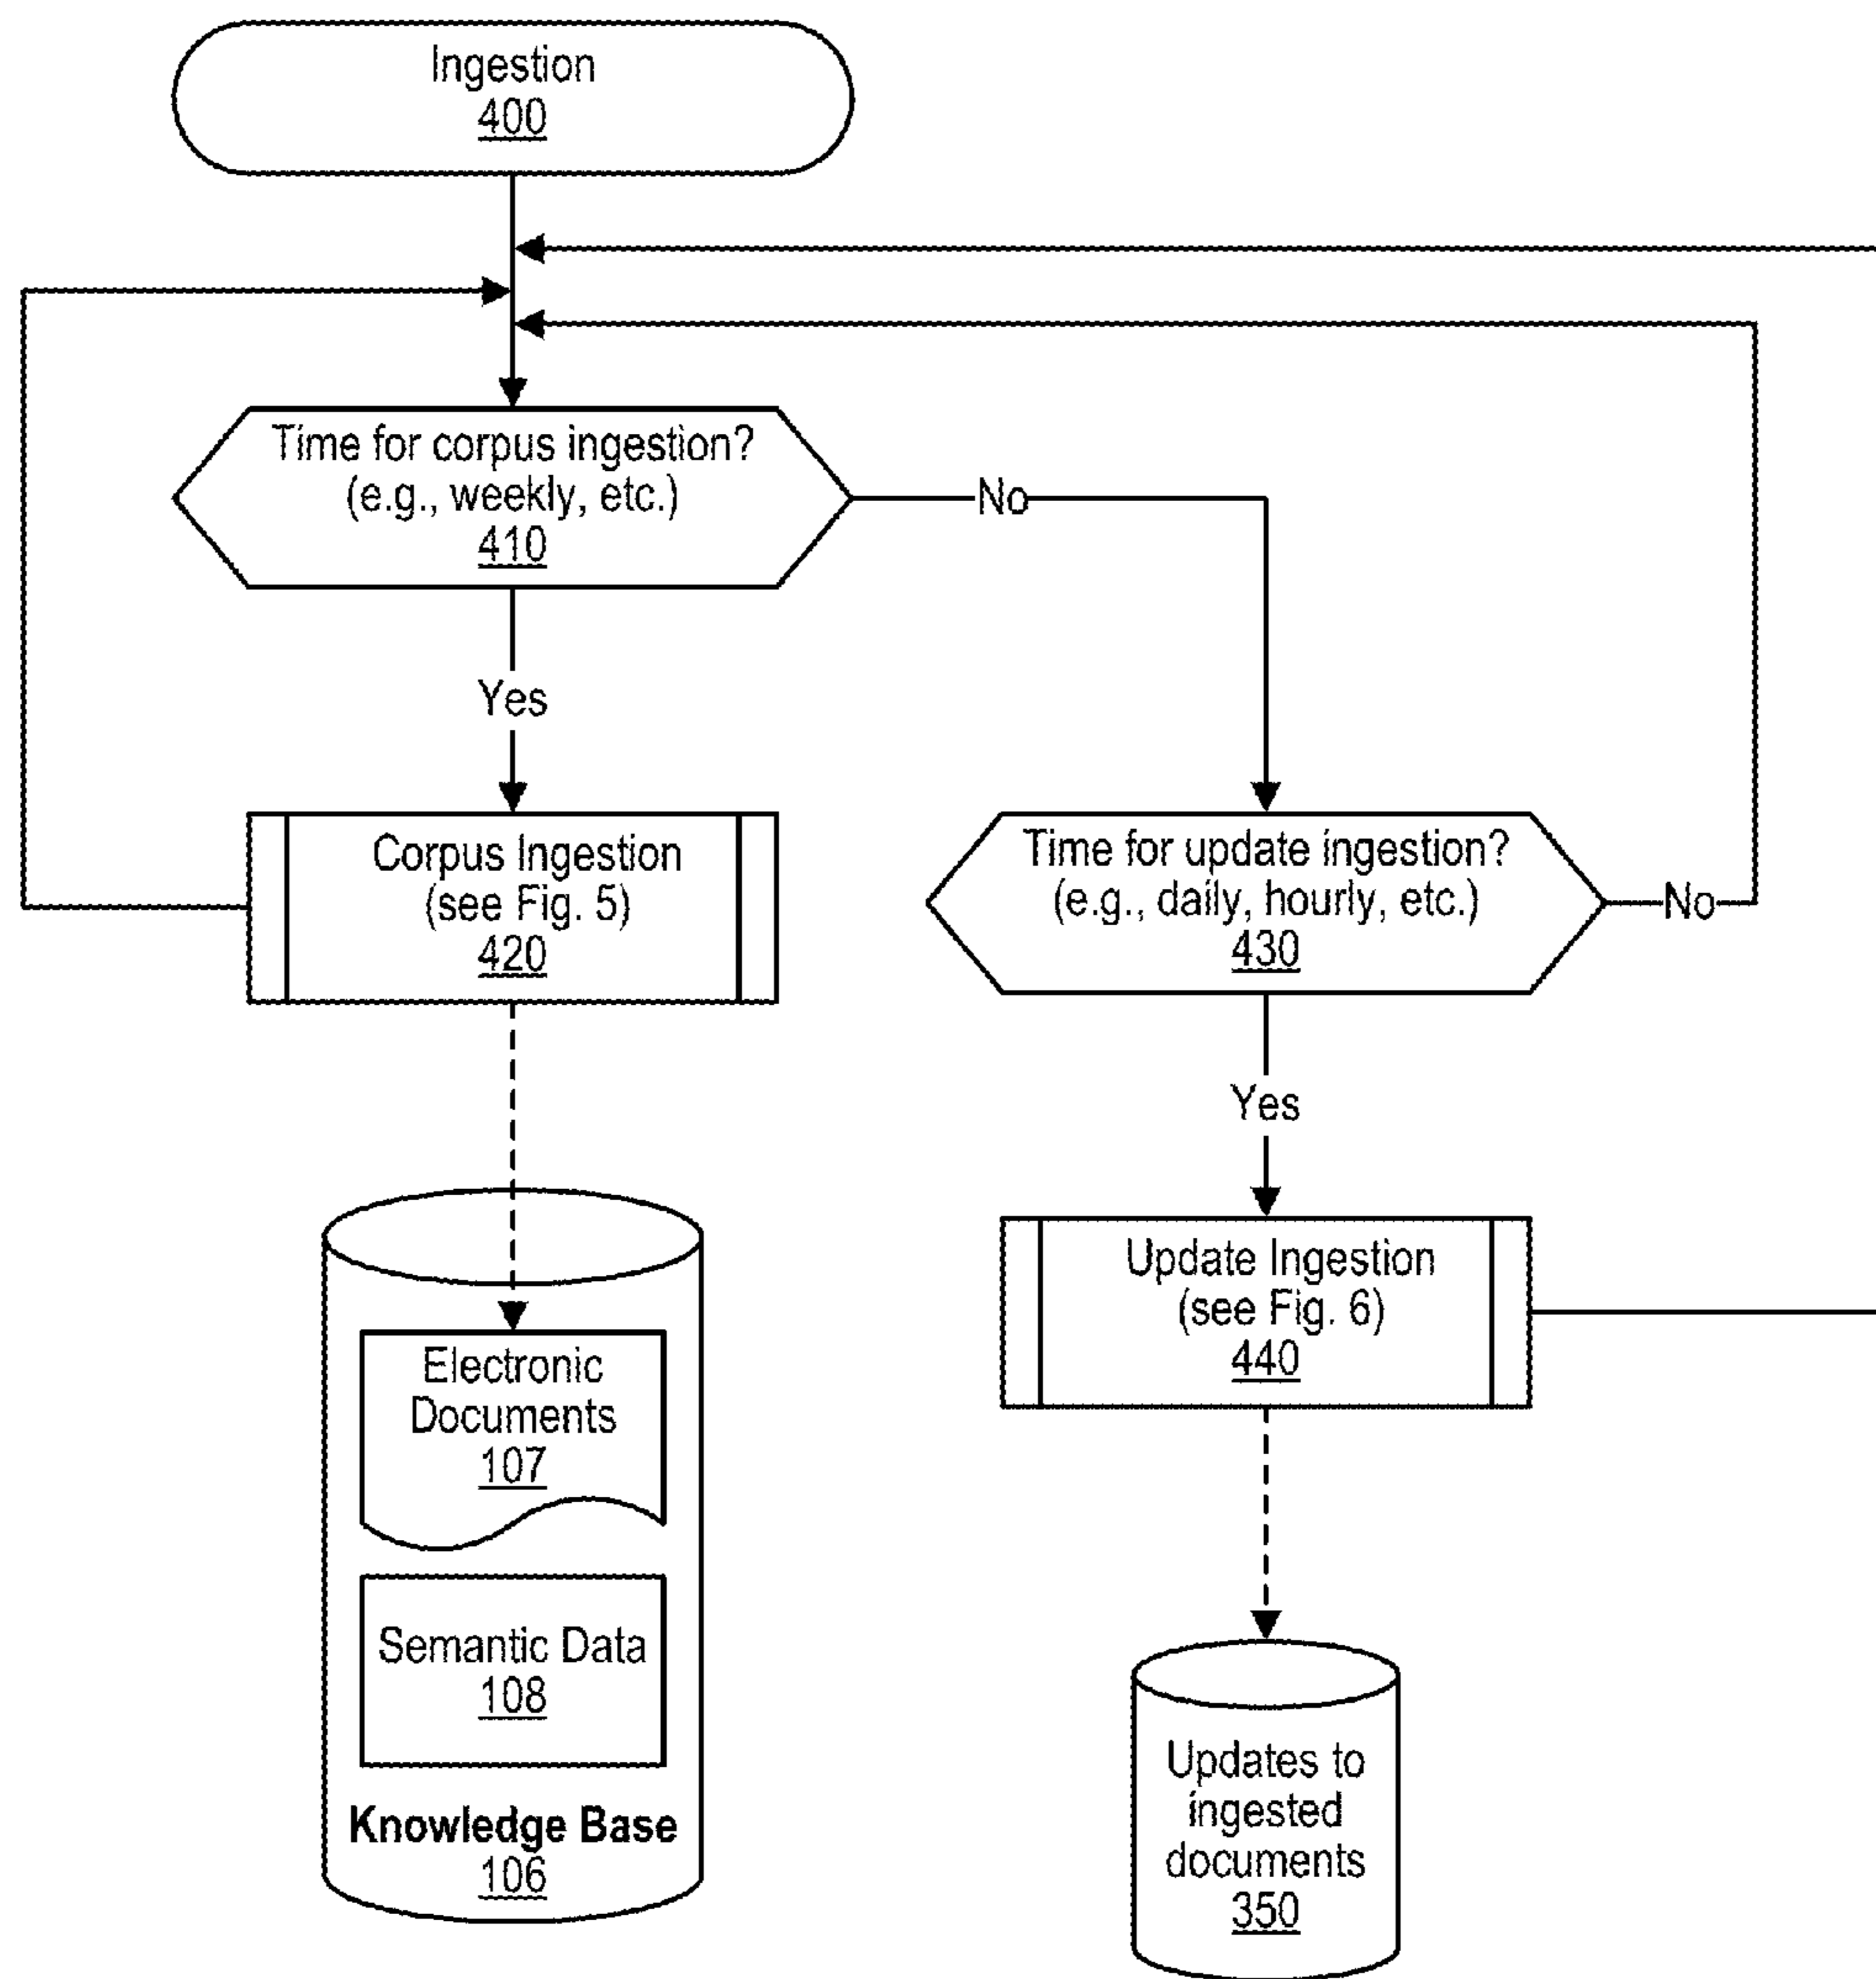 Ingestion
400
Time for corpus ingestion?
(e.g., weekly, etc.)
410
No
Yes
Corpus Ingestion
(see Fig. 5)
420
Time for update ingestion?
(e.g., daily, hourly, etc.)
430
No
Yes
Update Ingestion
(see Fig. 6)
440
Electronic
Documents
107
Semantic Data
108
Knowledge Base
106
Updates to
ingested
documents
350